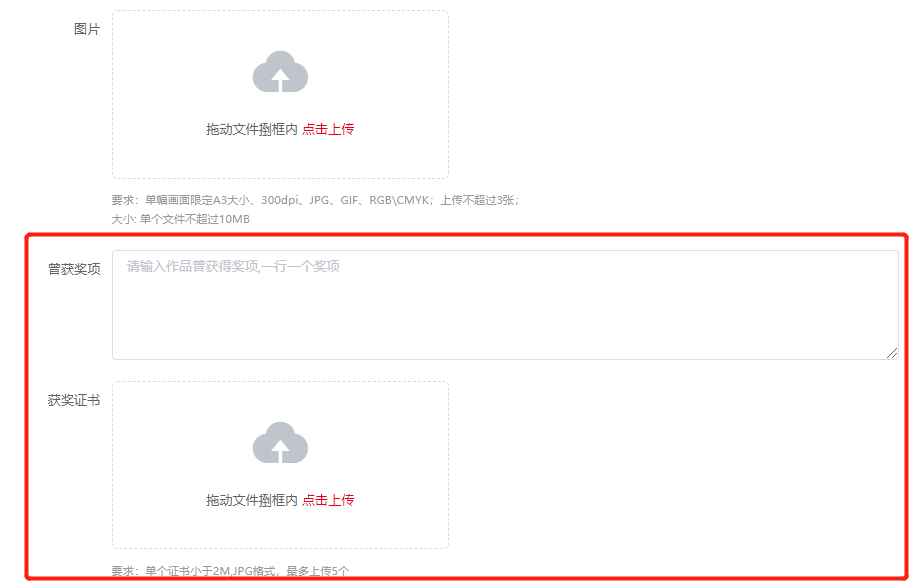 图片
拖动文件捌框内 点击上传
要求：单幅画面限定A3大小、300dpi、JPG、GIF、RGB\CMYK；上传不超过3张；
大小: 单个文件不超过10MB
曾获奖项
请输入作品曾获得奖项,一行一个奖项
获奖证书
拖动文件捌框内 点击上传
要求：单个证书小于2M,JPG格式，最多上传5个